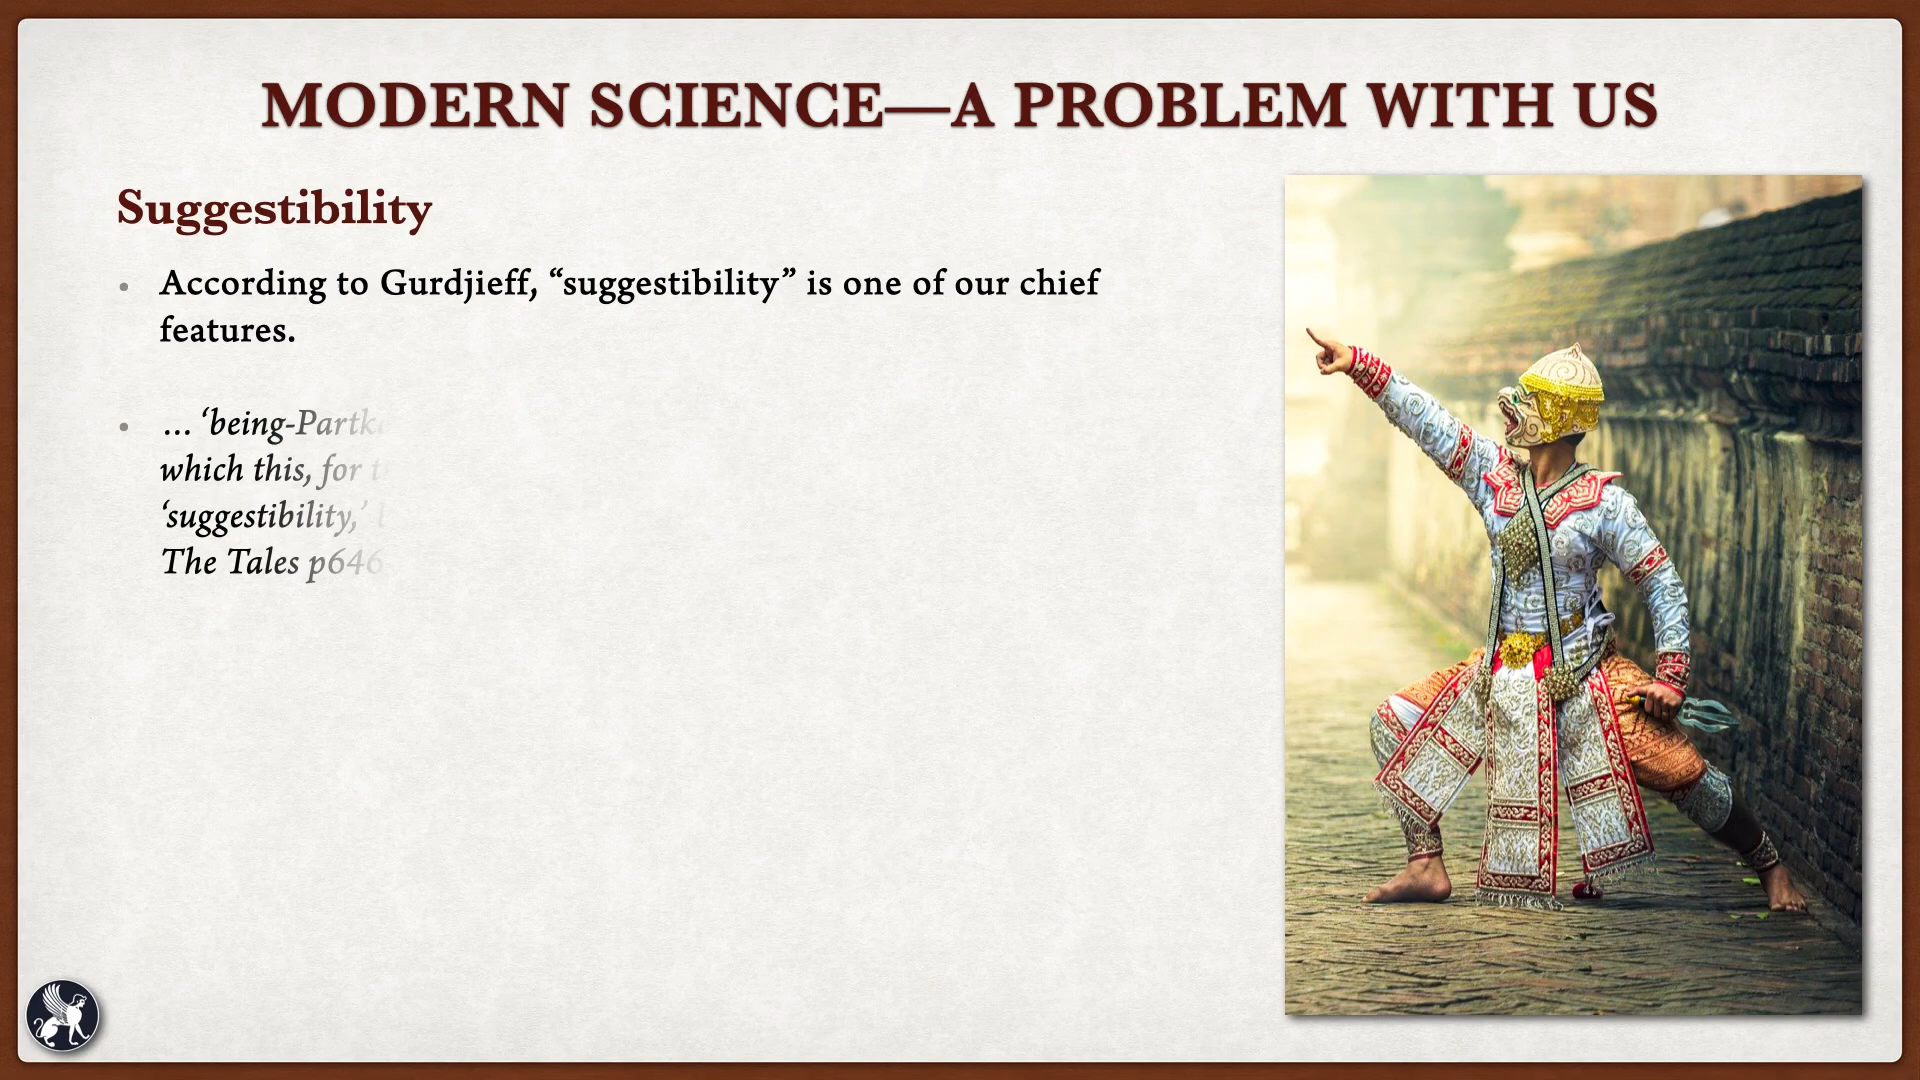 MODERN SCIENCE—A PROBLEM WITH US
Suggestibility
• According to Gurdjieff, “suggestibility” is one of our chief
features.
• … ‘being-Partk
which this, for
‘suggestibility,’
The Tales p646